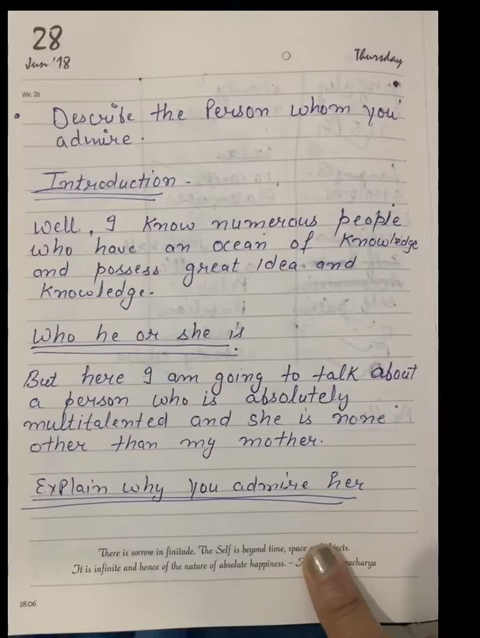 28
Jun '18
Thursday
Wk: 26
Describe the Person whom you
admire.
Introduction -
Well, I know numerous people
who have an ocean of knowledge
and possess great idea and
knowledge.
Who he or she is
But here I am going to talk about
a person who is absolutely
multitalented and she is none
other than my mother.
Explain why you admire her
There is sorrow in finitude. The Self is beyond time, space
It is infinite and hence of the nature of absolute happiness. -
28.06